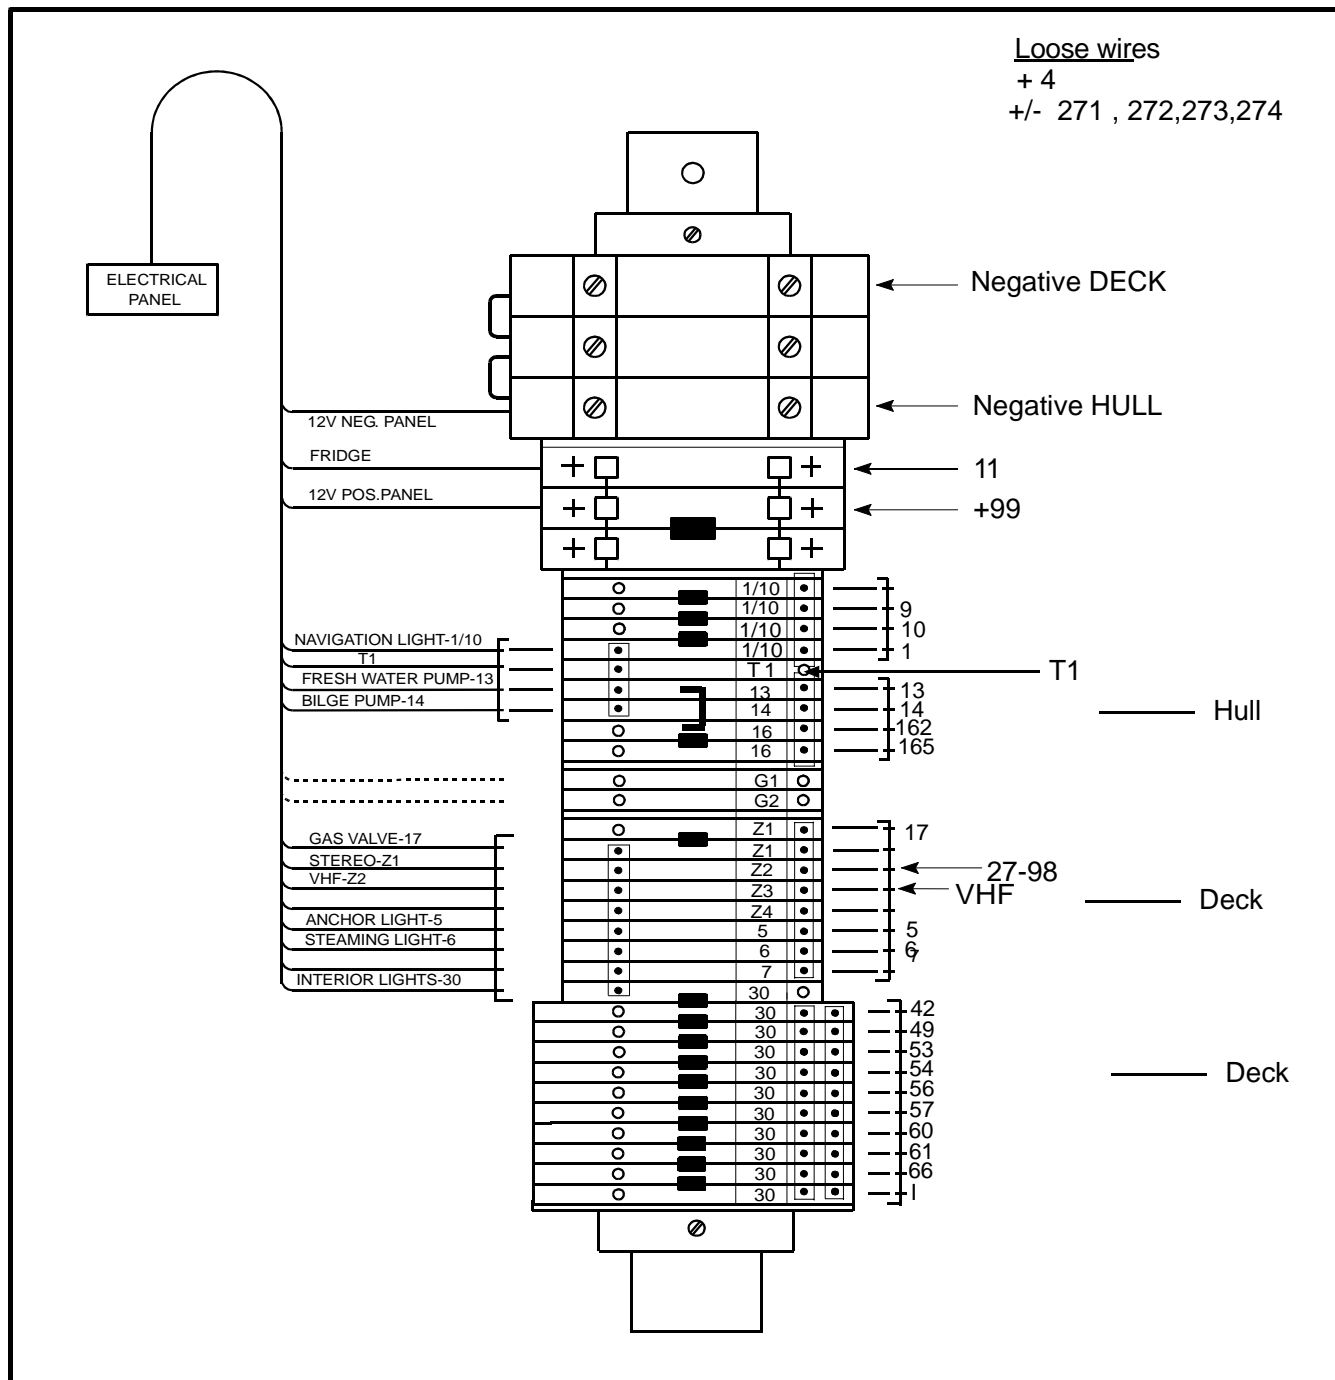 Loose wires
+ 4
+/- 271 , 272,273,274
ELECTRICAL
PANEL
Negative DECK
Negative HULL
12V NEG. PANEL
FRIDGE
11
12V POS.PANEL
+99
1/10
1/10 9
1/10 10
NAVIGATION LIGHT-1/10 1/10 1
T1 T1 T1
FRESH WATER PUMP-13 13 13
BILGE PUMP-14 14 14
Hull
16 162
16 165
G1
G2
Z1 17
GAS VALVE-17 Z1
STEREO-Z1 Z2 27-98
VHF-Z2 Z3 VHF
Deck
Z4
ANCHOR LIGHT-5 5 5
STEAMING LIGHT-6 6 6
7 7
INTERIOR LIGHTS-30 30
30 42
30 49
30 53
30 54
Deck
30 56
30 57
30 60
30 61
30 66
30 I